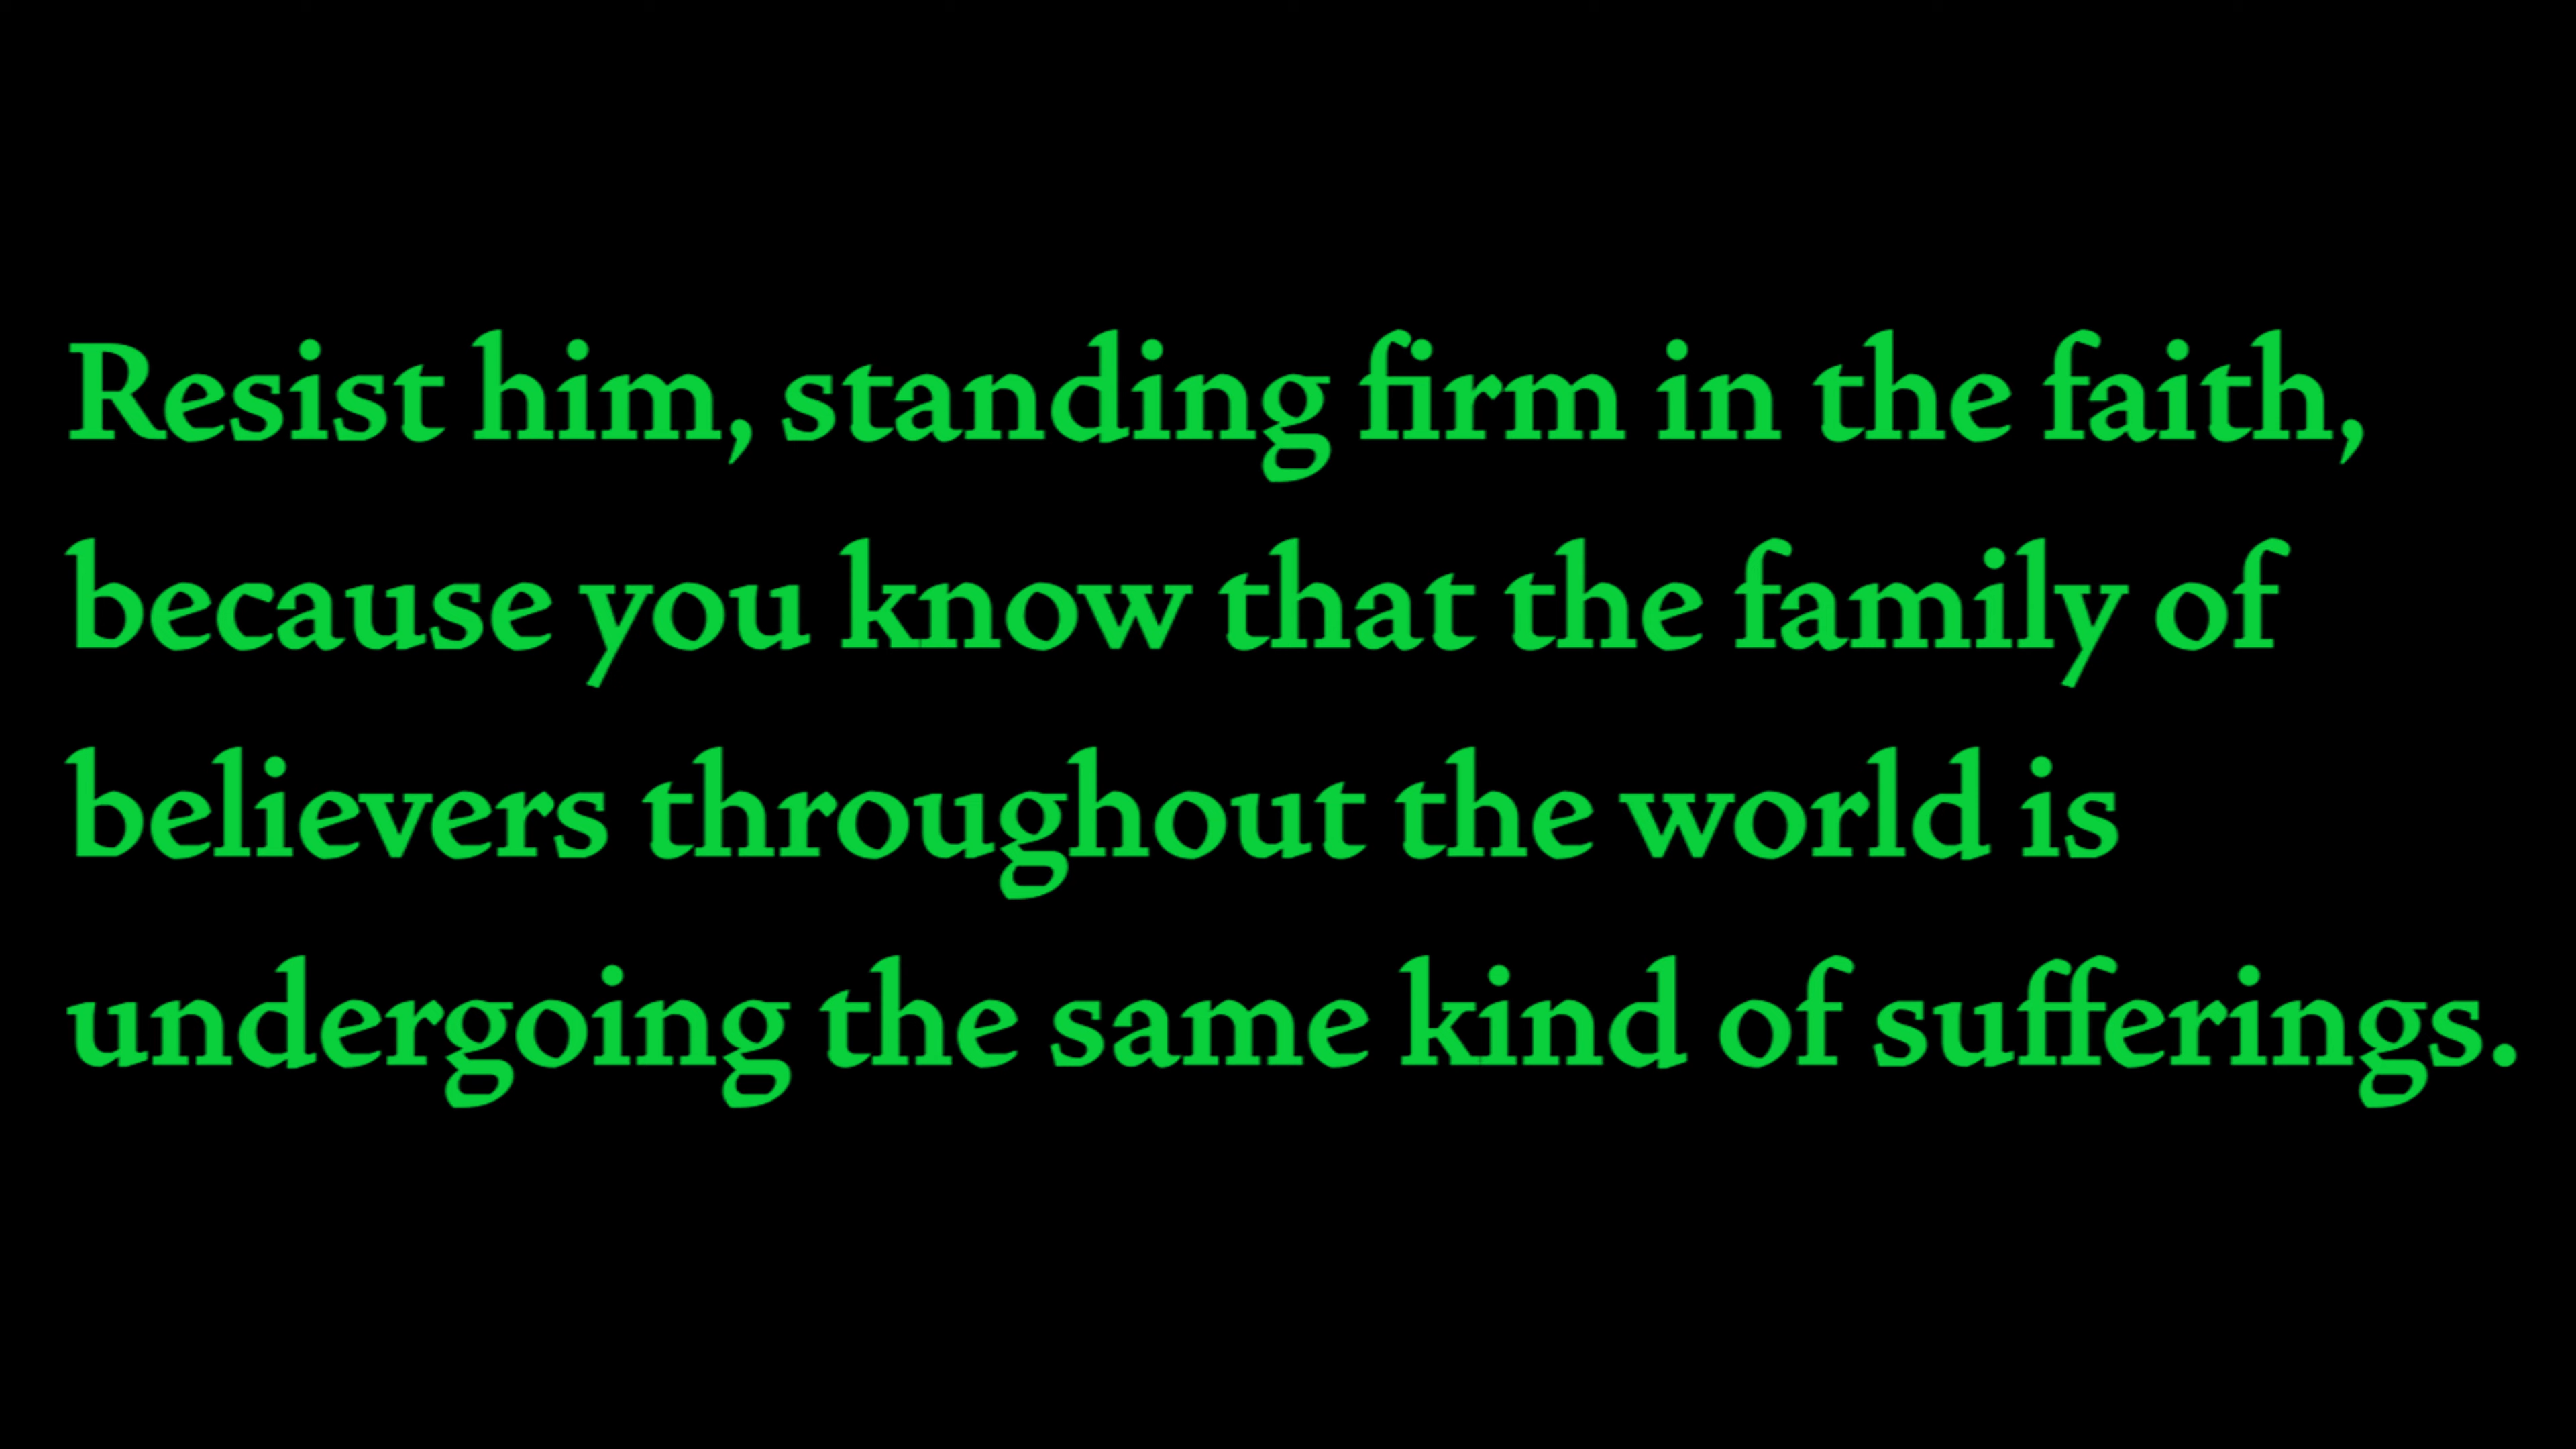 Resist him, standing firm in the faith,
because you know that the family of
believers throughout the world is
undergoing the same kind of sufferings.